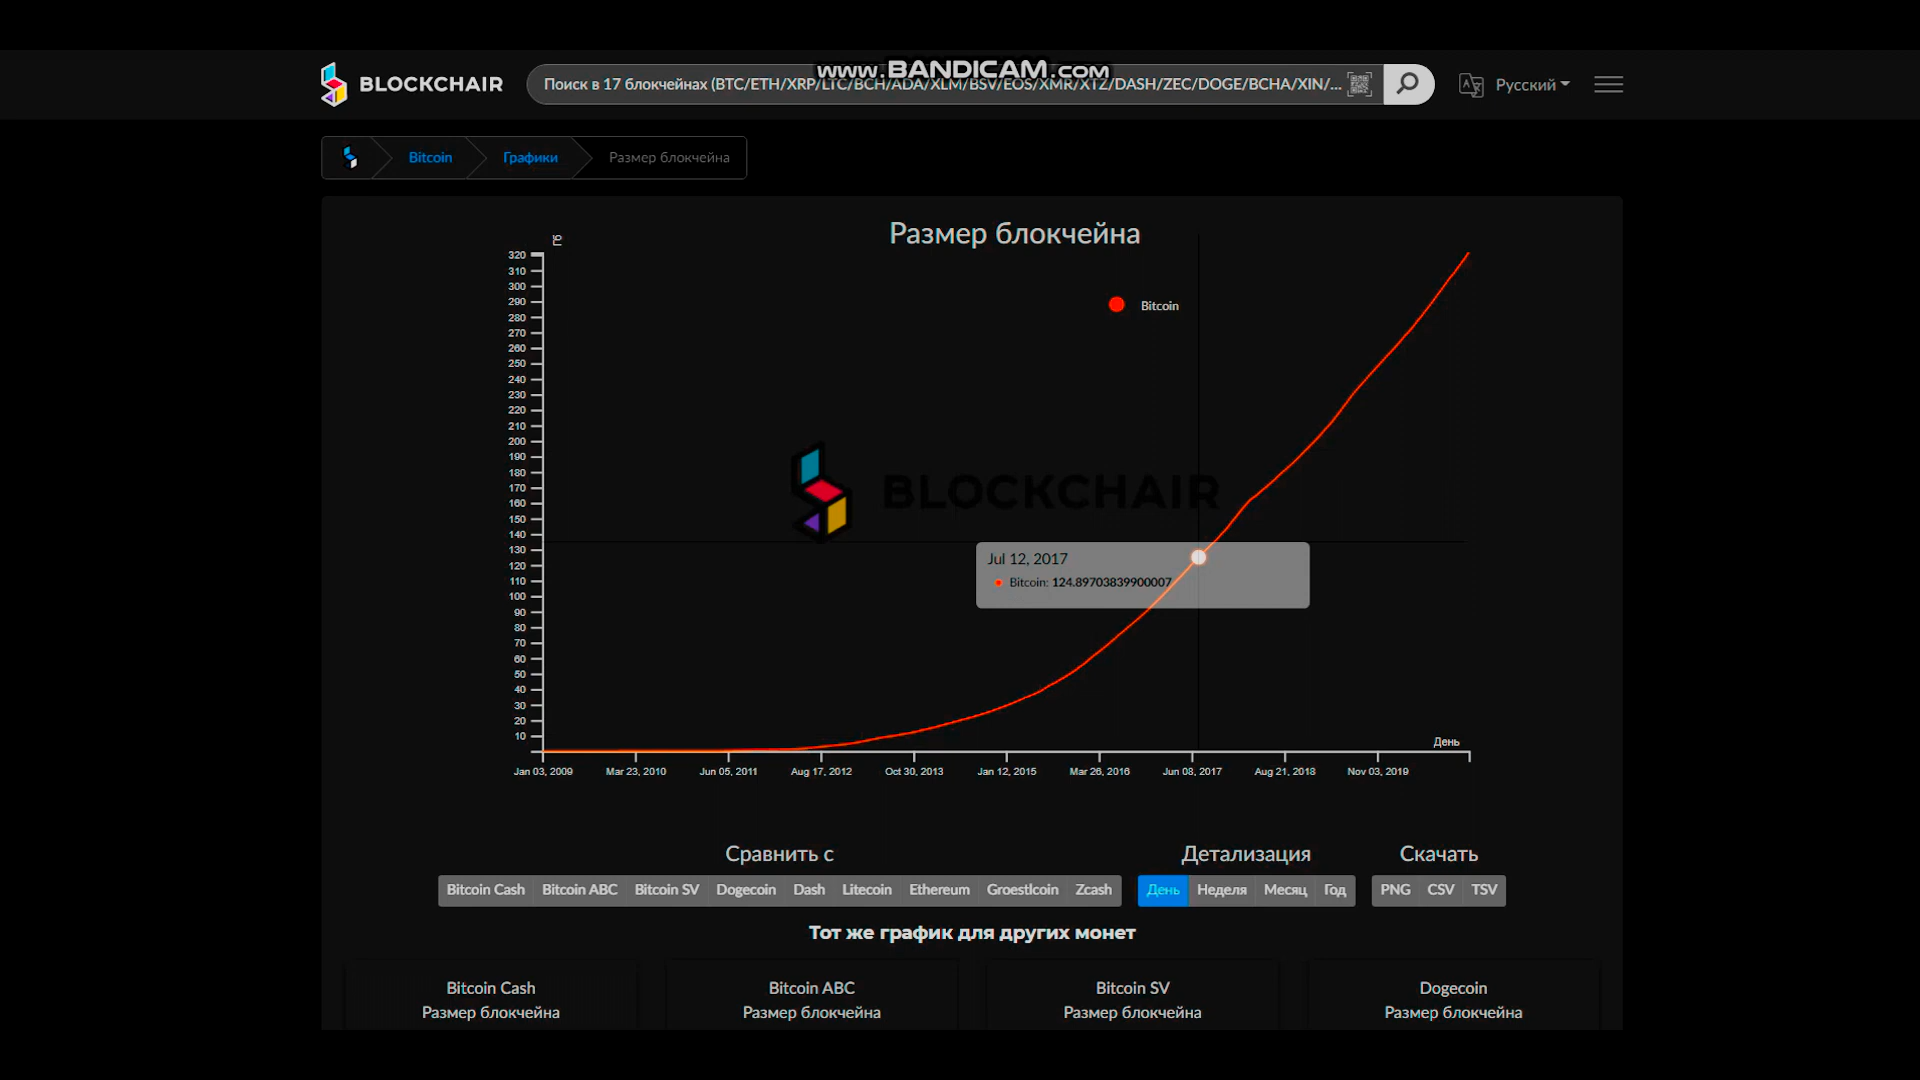 www.BANDICAM.com
BLOCKCHAIR
Поиск в 17 блокчейнах (BTC/ETH/XRP/LTC/BCH/ADA/XLM/BSV/EOS/XMR/XTZ/DASH/ZEC/DOGE/BCHA/XIN/...
Русский
Bitcoin
Графики
Размер блокчейна
Размер блокчейна
320
310
300
290
280
270
260
250
240
230
220
210
200
190
180
170
160
150
140
130
120
110
100
90
80
70
60
50
40
30
20
10
Bitcoin
BLOCKCHAIR
Jul 12, 2017
Bitcoin: 124.89703839900007
День
Jan 03, 2009 Mar 23, 2010 Jun 05, 2011 Aug 17, 2012 Oct 30, 2013 Jan 12, 2015 Mar 26, 2016 Jun 08, 2017 Aug 21, 2018 Nov 03, 2019
Сравнить с
Bitcoin Cash Bitcoin ABC Bitcoin SV Dogecoin Dash Litecoin Ethereum Groestlcoin Zcash
Детализация
День Неделя Месяц Год
Скачать
PNG CSV TSV
Тот же график для других монет
Bitcoin Cash
Размер блокчейна
Bitcoin ABC
Размер блокчейна
Bitcoin SV
Размер блокчейна
Dogecoin
Размер блокчейна